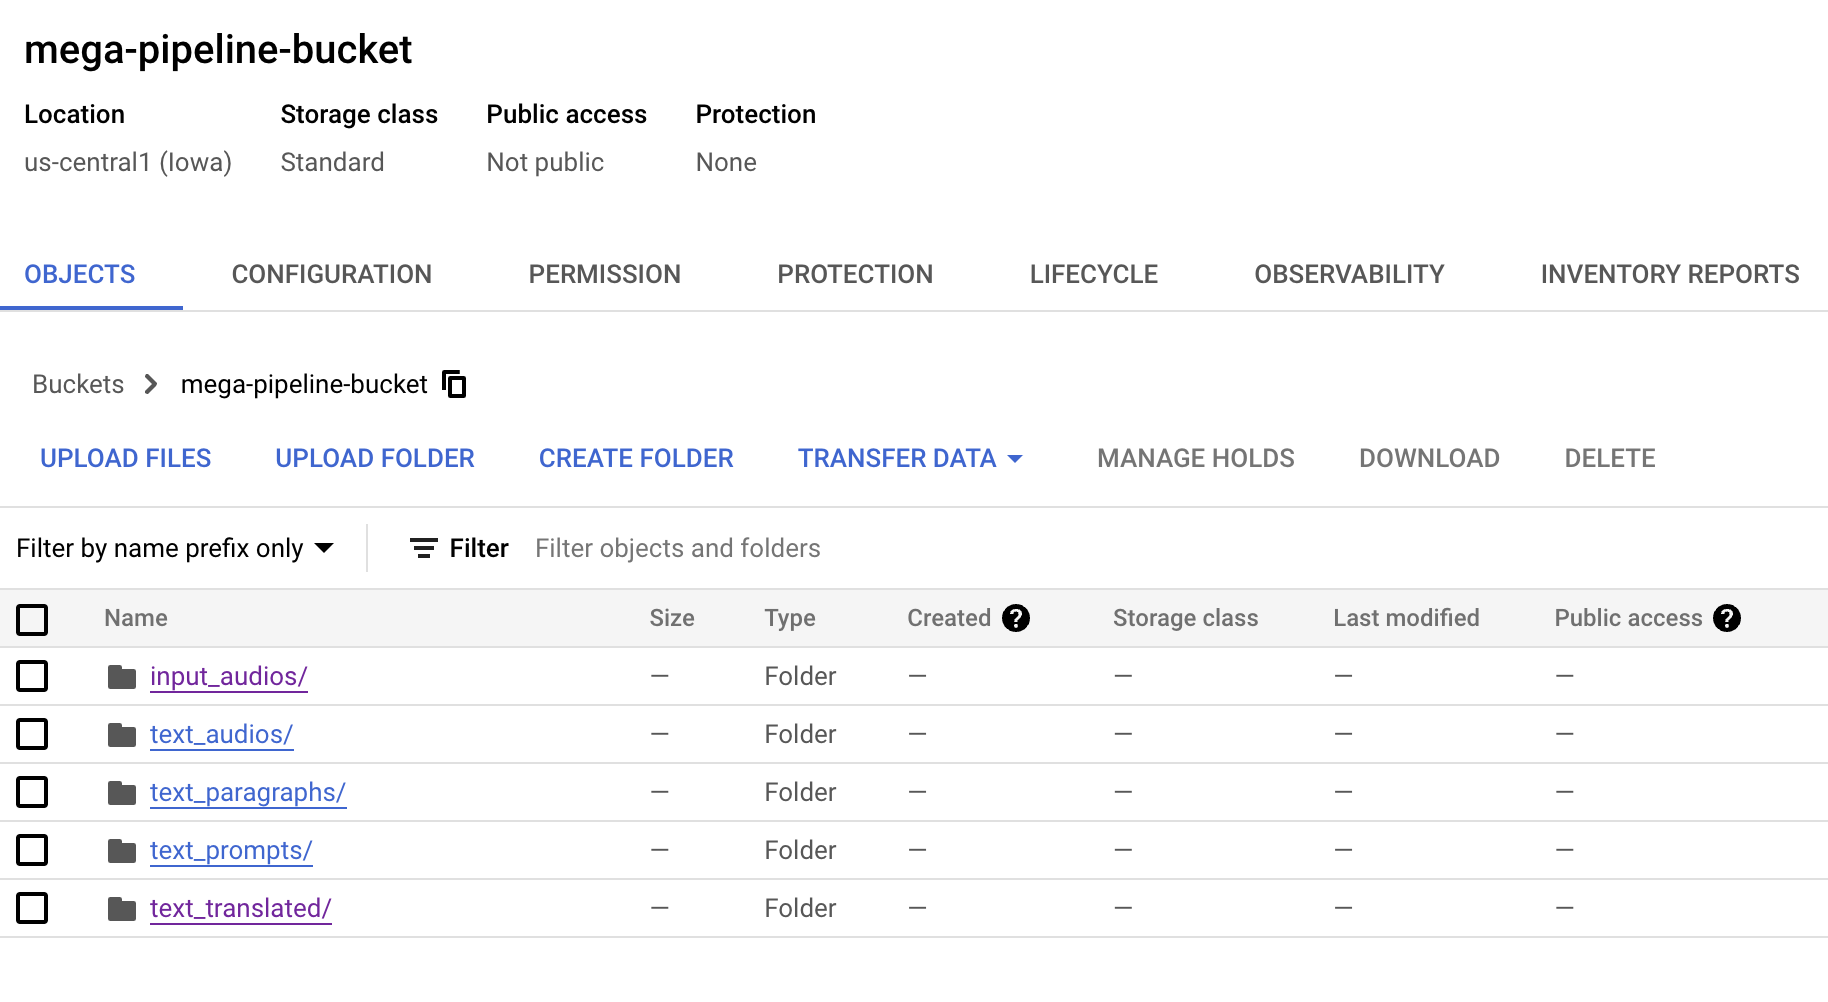 mega-pipeline-bucket
Location Storage class Public access Protection
us-central1 (Iowa) Standard Not public None
OBJECTS CONFIGURATION PERMISSION PROTECTION LIFECYCLE OBSERVABILITY INVENTORY REPORTS
Buckets mega-pipeline-bucket
UPLOAD FILES UPLOAD FOLDER CREATE FOLDER TRANSFER DATA MANAGE HOLDS DOWNLOAD DELETE
Filter by name prefix only Filter Filter objects and folders
Name Size Type Created ? Storage class Last modified Public access ?
input_audios/ — Folder — — — —
text_audios/ — Folder — — — —
text_paragraphs/ — Folder — — — —
text_prompts/ — Folder — — — —
text_translated/ — Folder — — — —